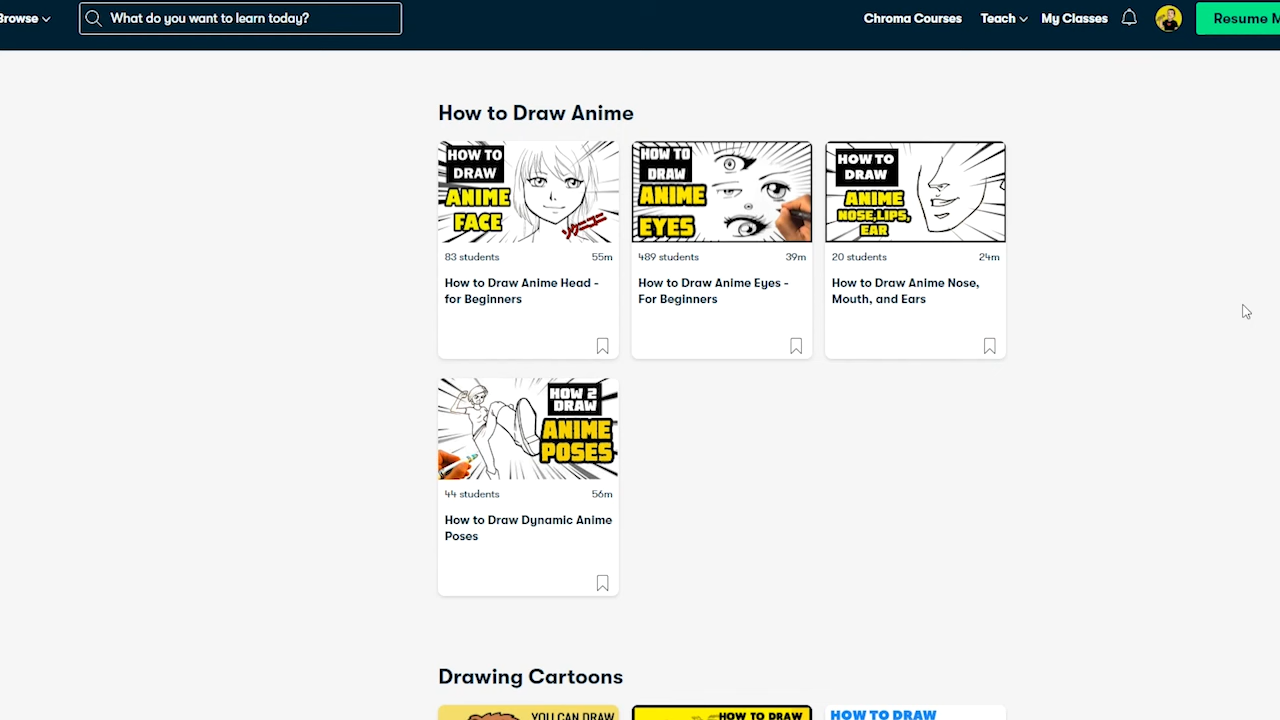 Browse
What do you want to learn today?
Chroma Courses
Teach
My Classes
Resume M
How to Draw Anime
HOW TO
DRAW
ANIME
FACE
83 students
55m
How to Draw Anime Head -
for Beginners
HOW TO
DRAW
ANIME
EYES
489 students
39m
How to Draw Anime Eyes -
For Beginners
HOW TO
DRAW
ANIME
NOSE,LIPS,
EAR
20 students
24m
How to Draw Anime Nose,
Mouth, and Ears
HOW 2
DRAW
ANIME
POSES
44 students
56m
How to Draw Dynamic Anime
Poses
Drawing Cartoons
YOU CAN DRAW
HOW TO DRAW
HOW TO DRAW